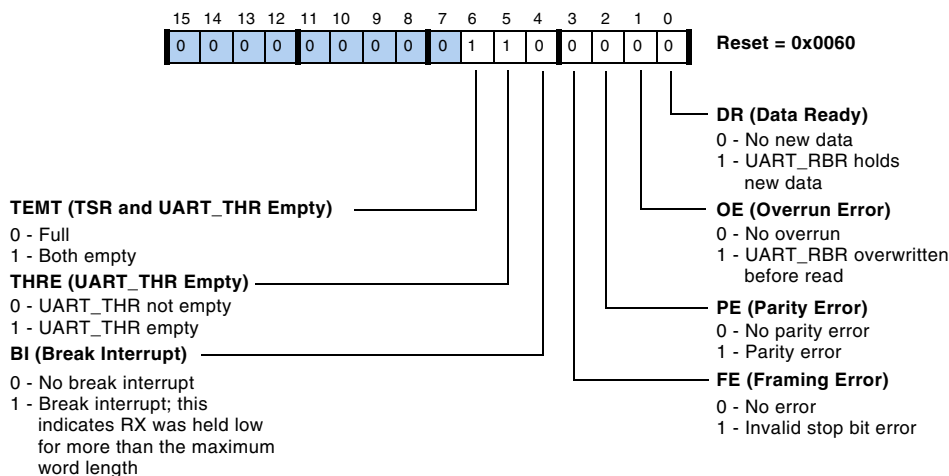 15 14 13 12 11 10 9 8 7 6 5 4 3 2 1 0
0 0 0 0 0 0 0 0 0 1 1 0 0 0 0 0
Reset = 0x0060
DR (Data Ready)
0 - No new data
1 - UART_RBR holds
new data
TEMT (TSR and UART_THR Empty)
0 - Full
1 - Both empty
THRE (UART_THR Empty)
0 - UART_THR not empty
1 - UART_THR empty
BI (Break Interrupt)
0 - No break interrupt
1 - Break interrupt; this
indicates RX was held low
for more than the maximum
word length
OE (Overrun Error)
0 - No overrun
1 - UART_RBR overwritten
before read
PE (Parity Error)
0 - No parity error
1 - Parity error
FE (Framing Error)
0 - No error
1 - Invalid stop bit error